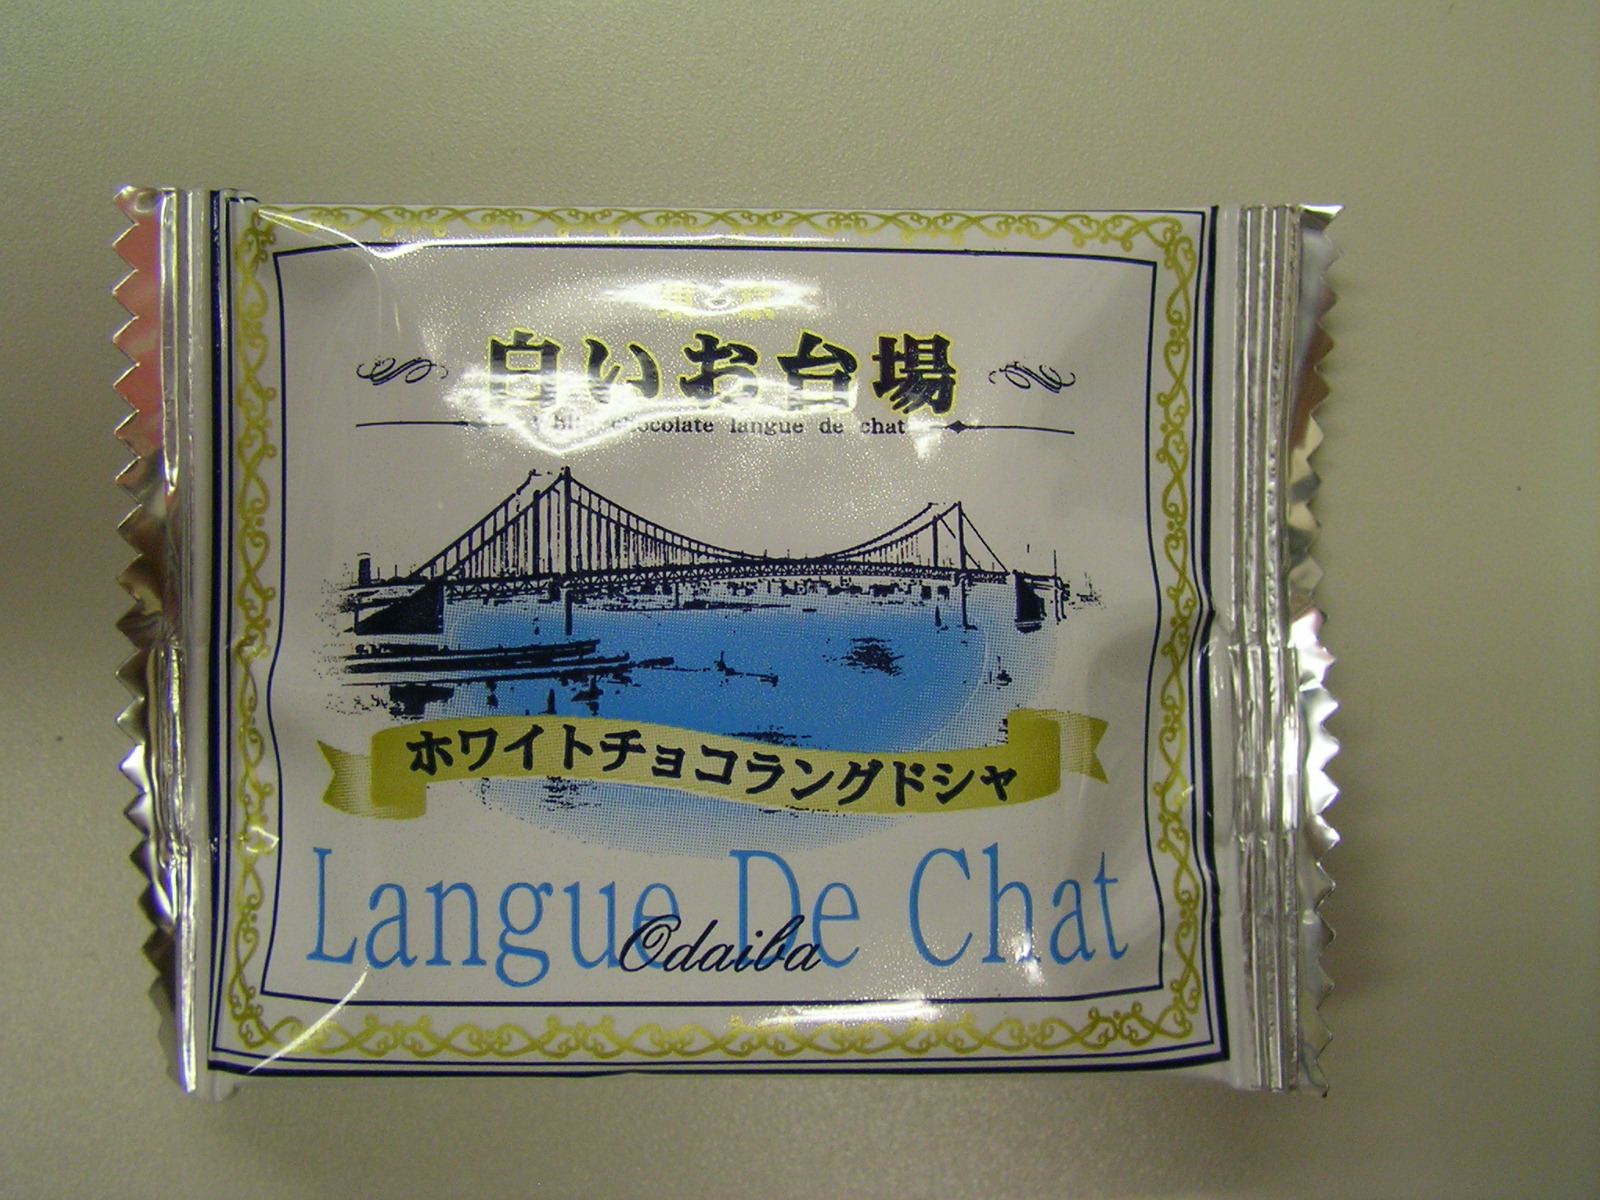 白いお台場
chocolate langue de chat
ホワイトチョコラングドシャ
Langue De Chat
Odaiba